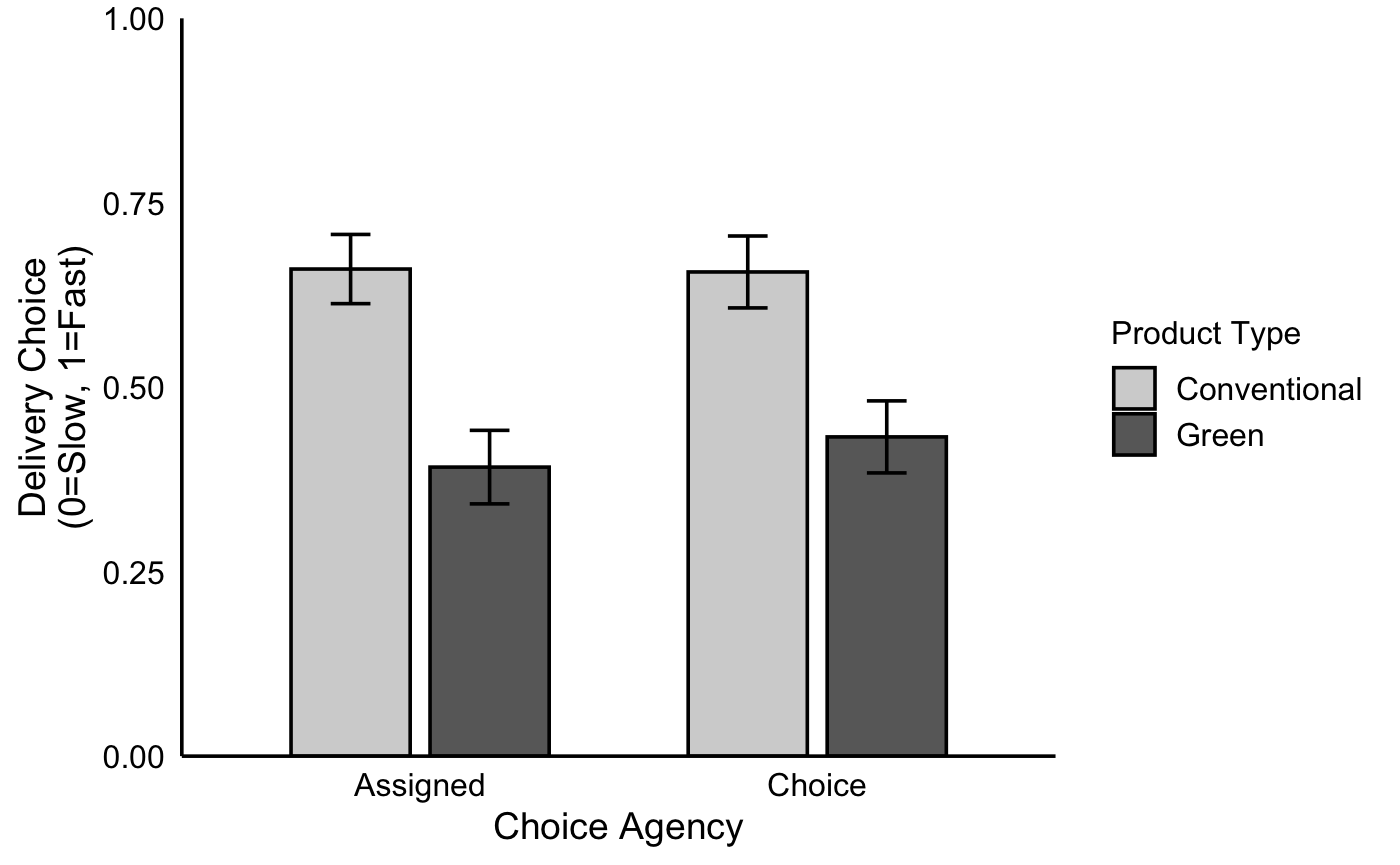 1.00
0.75
0.50
0.25
0.00
Delivery Choice
(0=Slow, 1=Fast)
Assigned
Choice
Choice Agency
Product Type
Conventional
Green